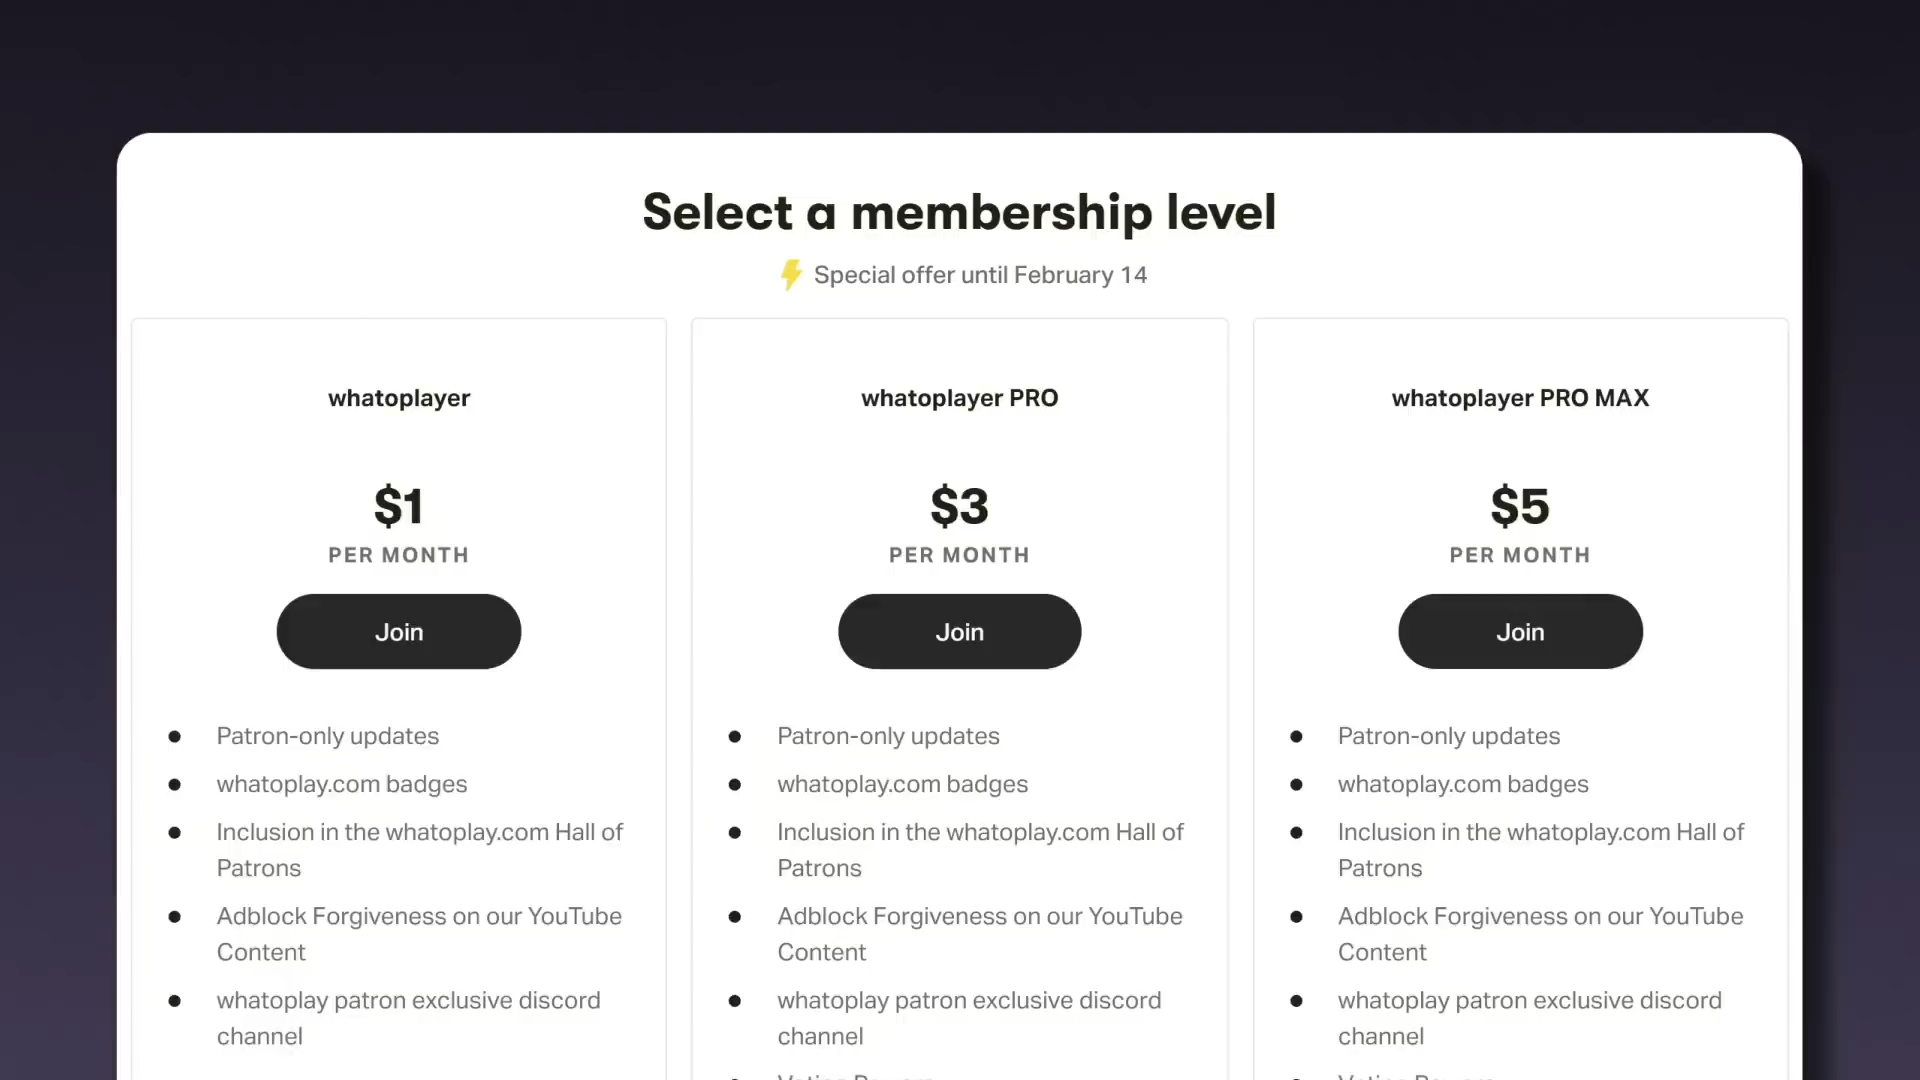 Select a membership level
Special offer until February 14
whatoplayer
$1
PER MONTH
Join
Patron-only updates
whatoplay.com badges
Inclusion in the whatoplay.com Hall of
Patrons
Adblock Forgiveness on our YouTube
Content
whatoplay patron exclusive discord
channel
whatoplayer PRO
$3
PER MONTH
Join
Patron-only updates
whatoplay.com badges
Inclusion in the whatoplay.com Hall of
Patrons
Adblock Forgiveness on our YouTube
Content
whatoplay patron exclusive discord
channel
whatoplayer PRO MAX
$5
PER MONTH
Join
Patron-only updates
whatoplay.com badges
Inclusion in the whatoplay.com Hall of
Patrons
Adblock Forgiveness on our YouTube
Content
whatoplay patron exclusive discord
channel